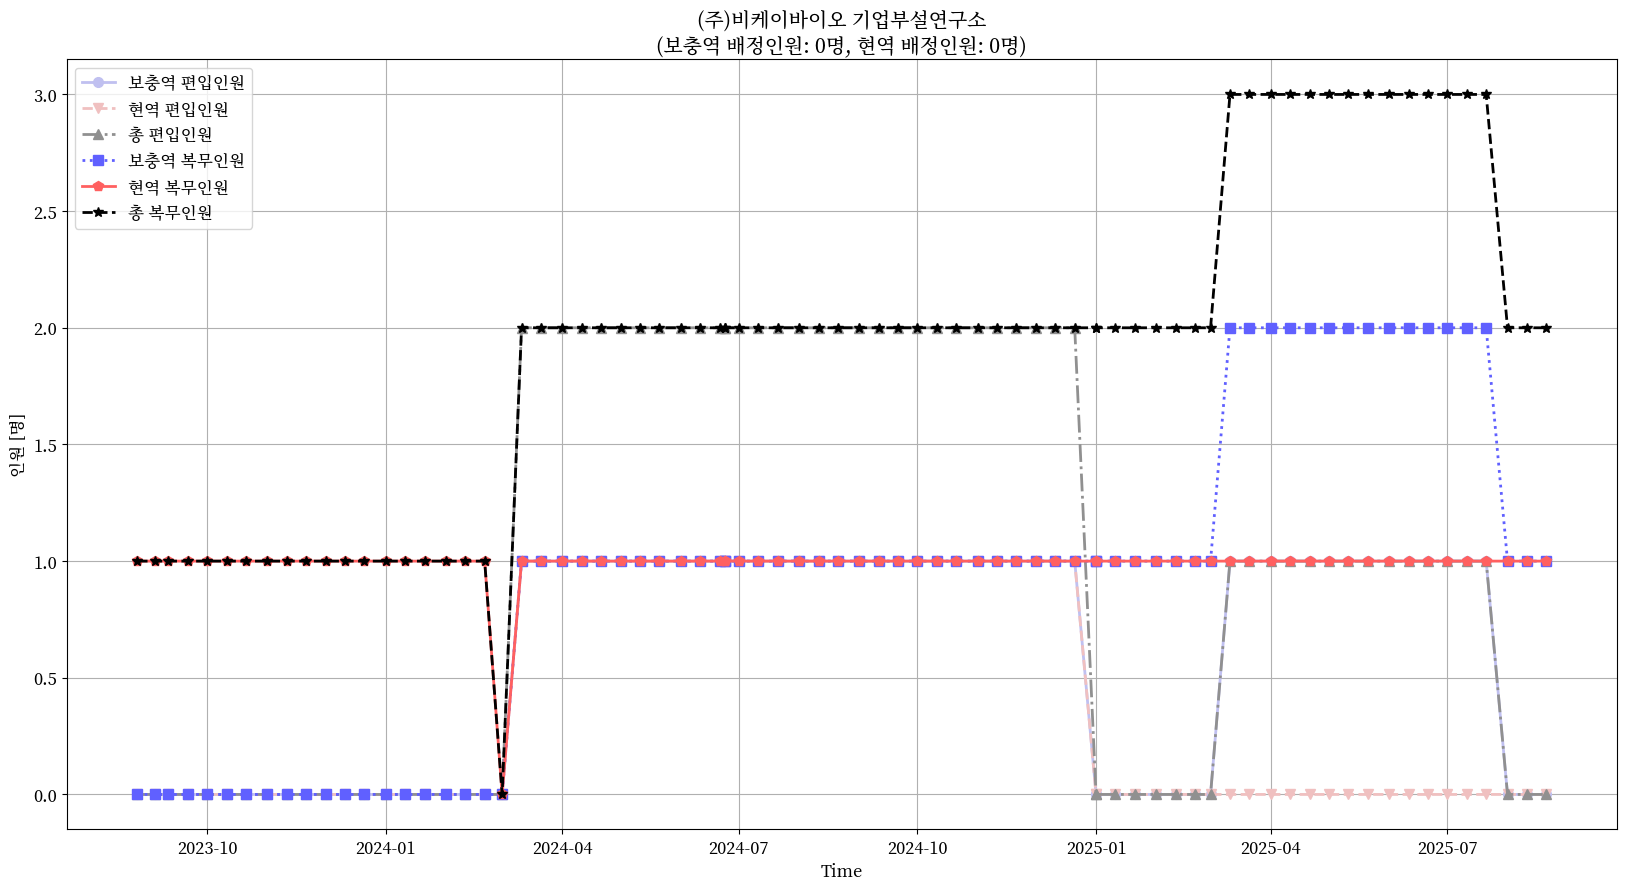 (주)비케이바이오 기업부설연구소
(보충역 배정인원: 0명, 현역 배정인원: 0명)
보충역 편입인원
현역 편입인원
총 편입인원
보충역 복무인원
현역 복무인원
총 복무인원
인원 [명]
3.0
2.5
2.0
1.5
1.0
0.5
0.0
2023-10
2024-01
2024-04
2024-07
2024-10
2025-01
2025-04
2025-07
Time